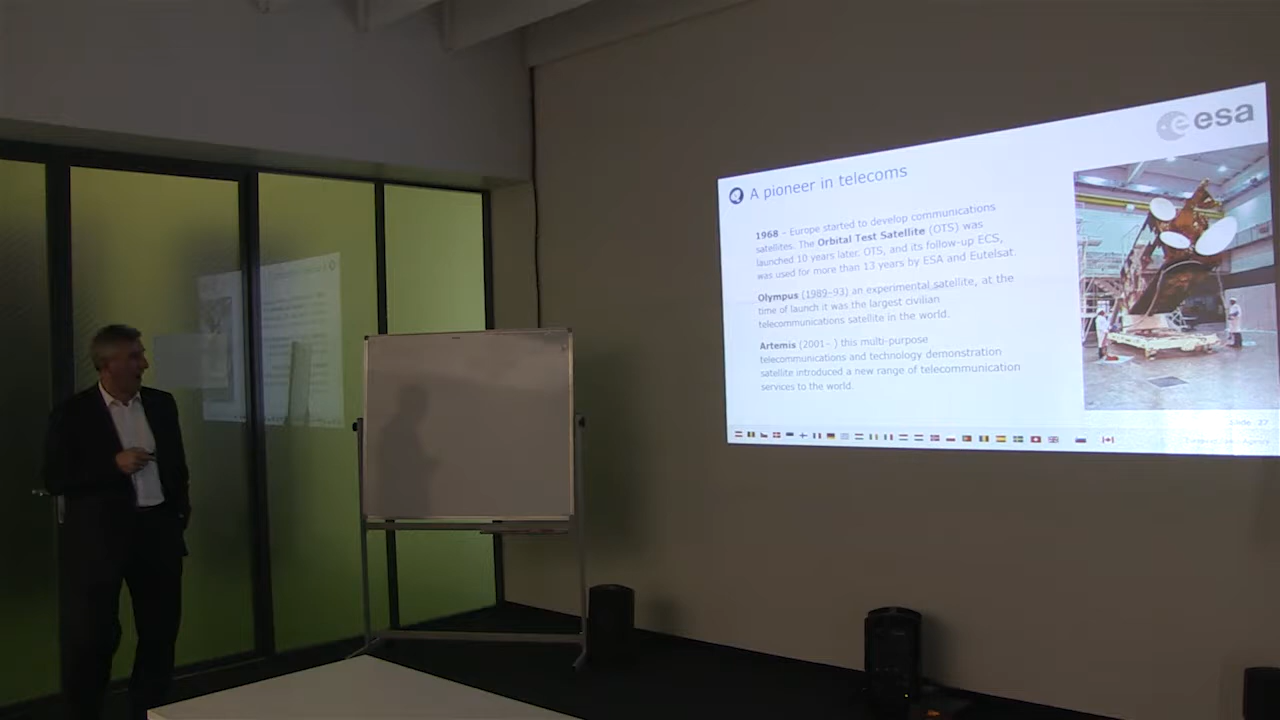 esa
A pioneer in telecoms
1968 – Europe started to develop communications
satellites. The Orbital Test Satellite (OTS) was
launched 10 years later. OTS, and its follow-up ECS,
was used for more than 13 years by ESA and Eutelsat.
Olympus (1989–93) an experimental satellite, at the
time of launch it was the largest civilian
telecommunications satellite in the world.
Artemis (2001– ) this multi-purpose
telecommunications and technology demonstration
satellite introduced a new range of telecommunication
services to the world.
Slide 27